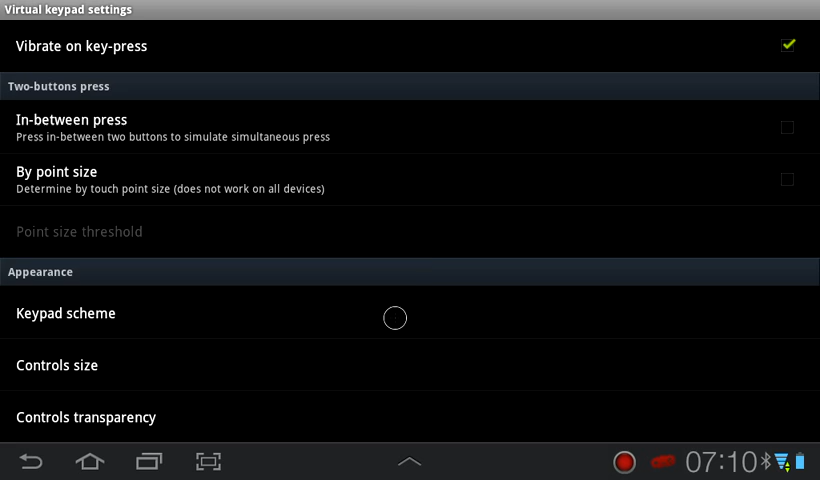 Virtual keypad settings
Vibrate on key-press
Two-buttons press
In-between press
Press in-between two buttons to simulate simultaneous press
By point size
Determine by touch point size (does not work on all devices)
Point size threshold
Appearance
Keypad scheme
Controls size
Controls transparency
07:10